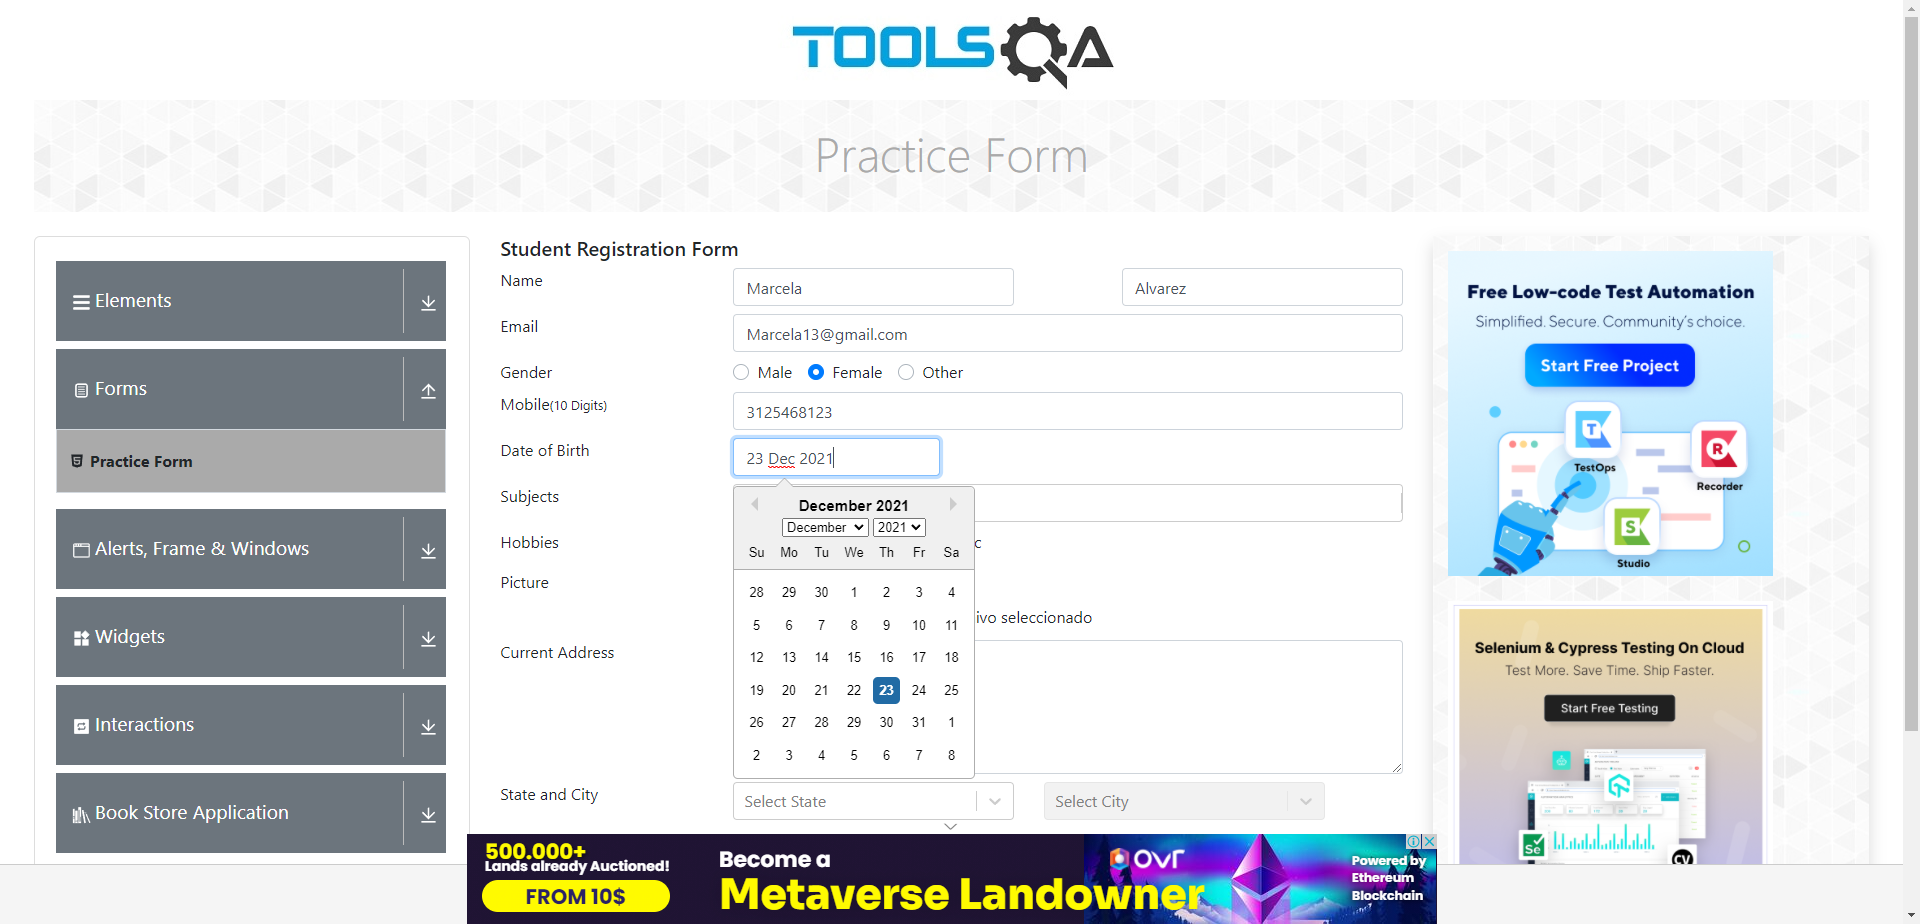 TOOLSQA
Practice Form
Elements
Forms
Practice Form
Alerts, Frame & Windows
Widgets
Interactions
Book Store Application
Student Registration Form
Name
Marcela
Alvarez
Email
Marcela13@gmail.com
Gender
Male
Female
Other
Mobile(10 Digits)
3125468123
Date of Birth
23 Dec 2021
Subjects
December 2021
December
2021
Su Mo Tu We Th Fr Sa
28 29 30 1 2 3 4
5 6 7 8 9 10 11
12 13 14 15 16 17 18
19 20 21 22 23 24 25
26 27 28 29 30 31 1
2 3 4 5 6 7 8
Hobbies
c
Picture
ivo seleccionado
Current Address
State and City
Select State
Select City
Free Low-code Test Automation
Simplified. Secure. Community's choice.
Start Free Project
TestOps
Recorder
Studio
Selenium & Cypress Testing On Cloud
Test More. Save Time. Ship Faster.
Start Free Testing
Se
CY
500.000+
Lands already Auctioned!
FROM 10$
Become a
Metaverse Landowner
OVR
Powered by
Ethereum
Blockchain